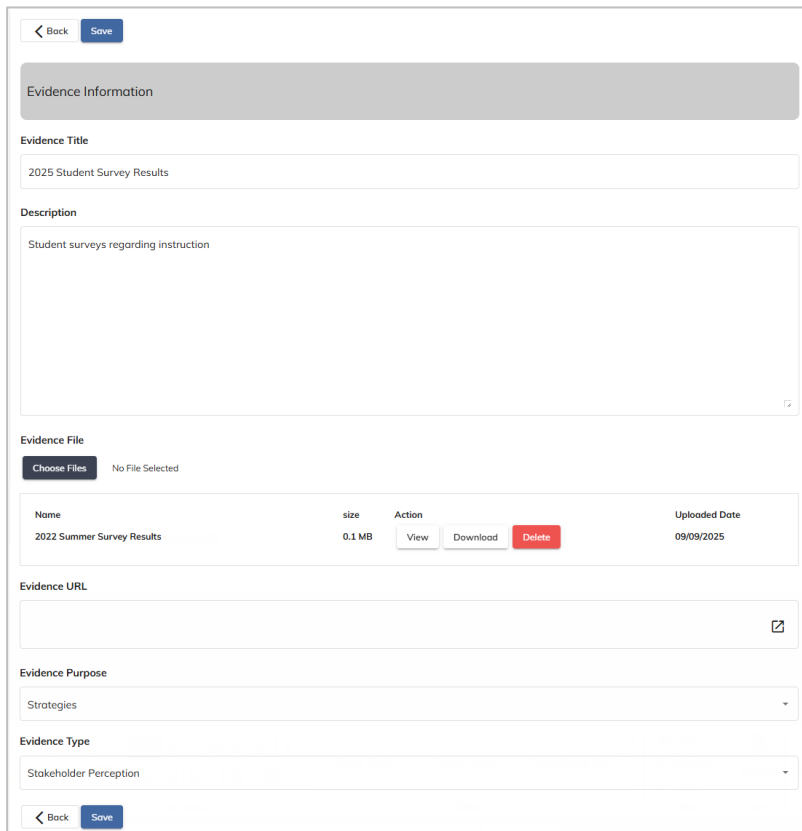 Back Save
Evidence Information
Evidence Title
2025 Student Survey Results
Description
Student surveys regarding instruction
Evidence File
Choose Files No File Selected
Name size Action Uploaded Date
2022 Summer Survey Results 0.1 MB View Download Delete 09/09/2025
Evidence URL
Evidence Purpose
Strategies
Evidence Type
Stakeholder Perception
Back Save